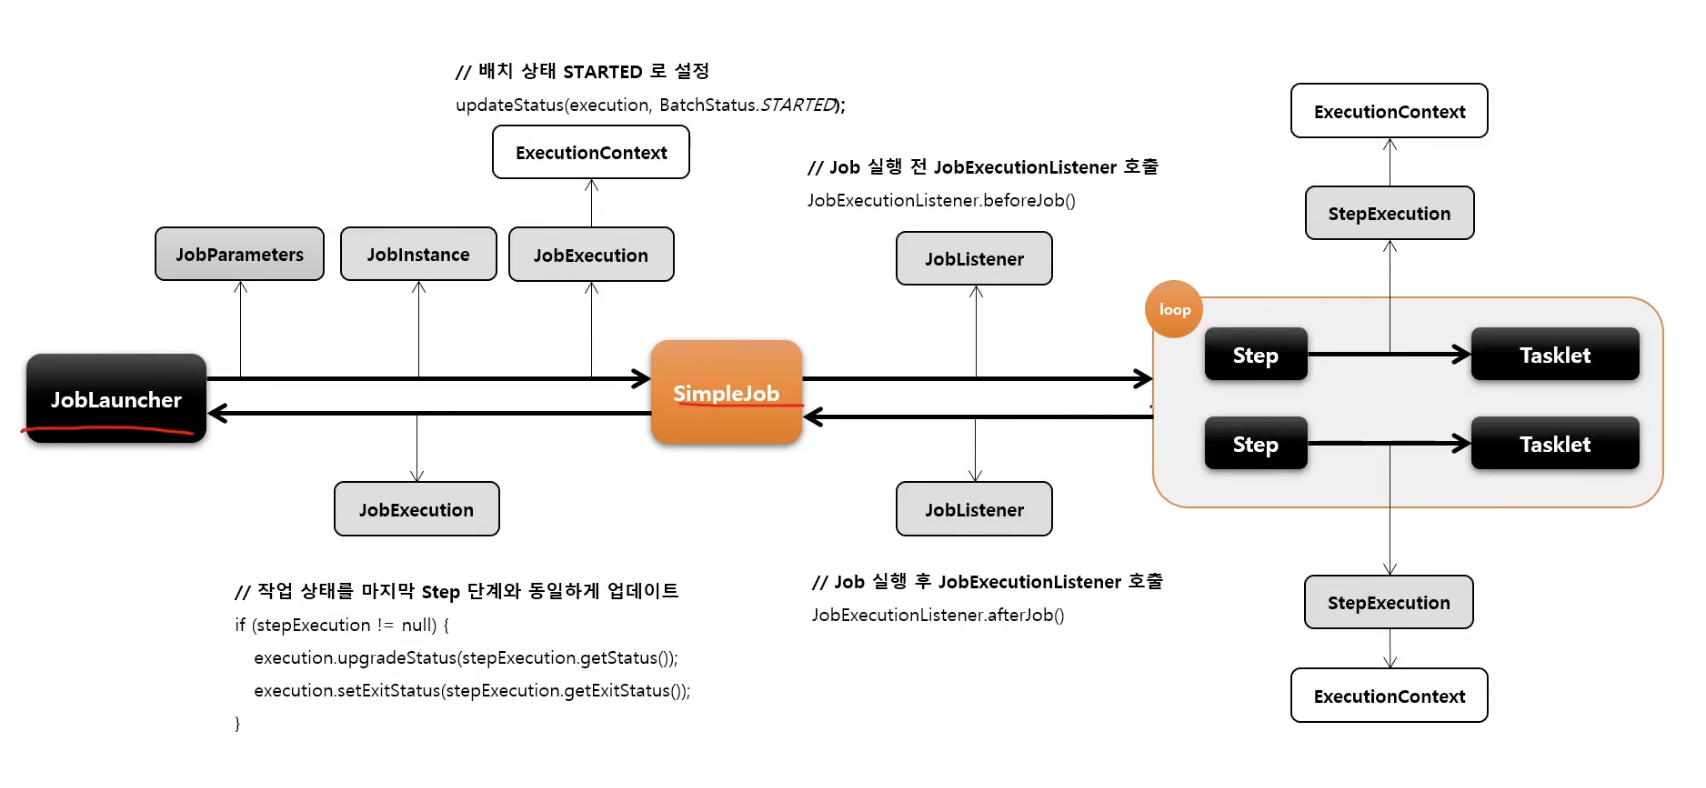 // 배치 상태 STARTED 로 설정
updateStatus(execution, BatchStatus.STARTED);
ExecutionContext
JobParameters
JobInstance
JobExecution
// Job 실행 전 JobExecutionListener 호출
JobExecutionListener.beforeJob()
JobListener
ExecutionContext
StepExecution
JobLauncher
SimpleJob
loop
Step
Tasklet
Step
Tasklet
JobExecution
// 작업 상태를 마지막 Step 단계와 동일하게 업데이트
if (stepExecution != null) {
execution.upgradeStatus(stepExecution.getStatus());
execution.setExitStatus(stepExecution.getExitStatus());
}
JobListener
// Job 실행 후 JobExecutionListener 호출
JobExecutionListener.afterJob()
StepExecution
ExecutionContext